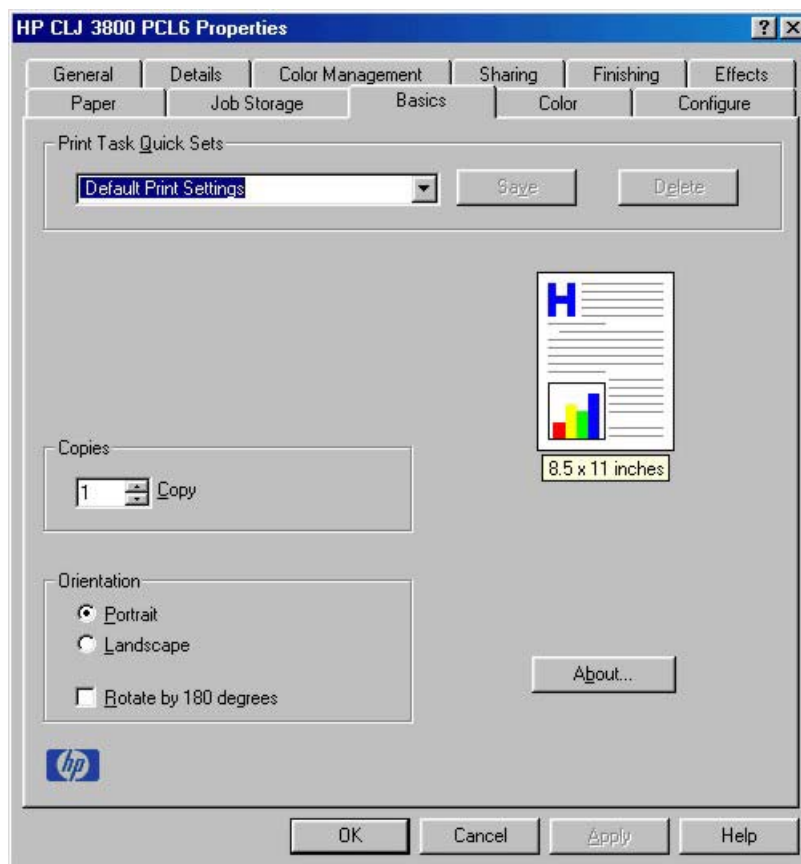 HP CLJ 3800 PCL6 Properties
General Details Color Management Sharing Finishing Effects
Paper Job Storage Basics Color Configure
Print Task Quick Sets
Default Print Settings Save Delete
H
8.5 x 11 inches
Copies
1 Copy
Orientation
Portrait
Landscape
Rotate by 180 degrees
About...
hp
OK Cancel Apply Help